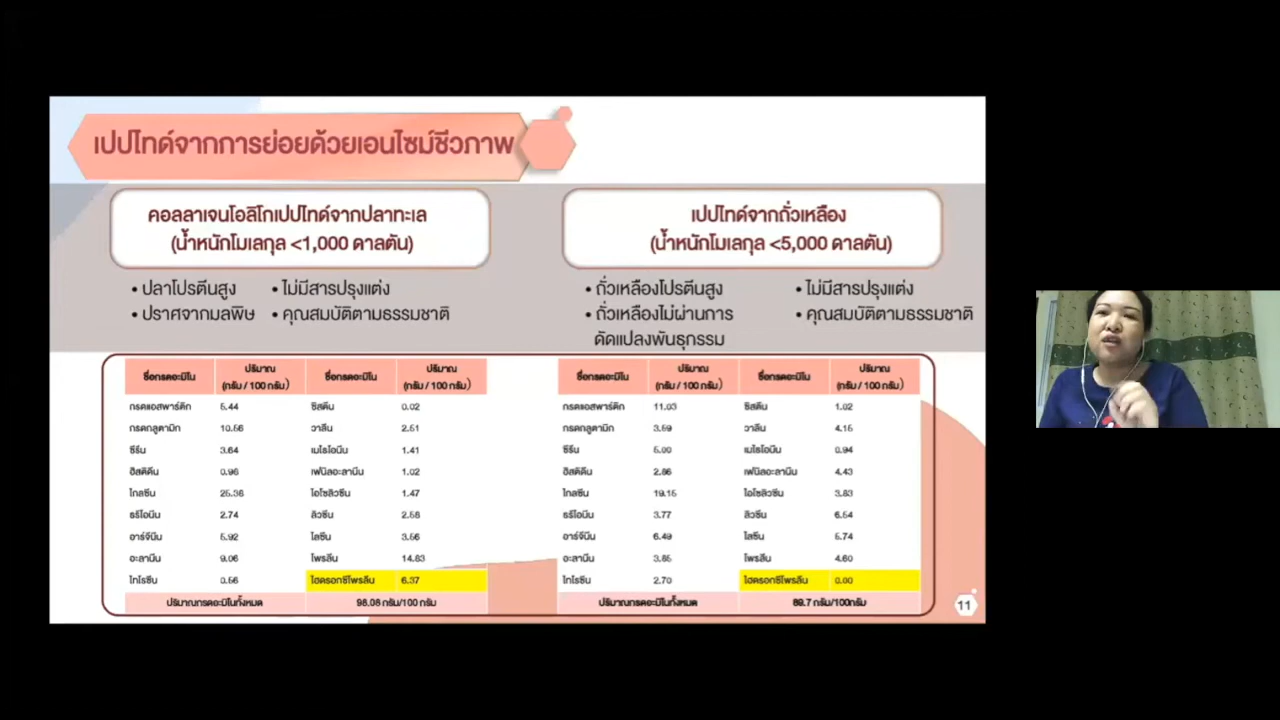 เปปไทด์จากการย่อยด้วยเอนไซม์ชีวภาพ
คอลลาเจนโอลิโกเปปไทด์จากปลาทะเล
(น้ำหนักโมเลกุล <1,000 ดาลตัน)
• ปลาโปรตีนสูง • ไม่มีสารปรุงแต่ง
• ปราศจากมลพิษ • คุณสมบัติตามธรรมชาติ
ชื่อกรดอะมิโน ปริมาณ (กรัม / 100 กรัม) ชื่อกรดอะมิโน ปริมาณ (กรัม / 100 กรัม)
กรดแอสพาร์ติก 5.44 ซิสตีน 0.02
กรดกลูตามิก 10.56 วาลีน 2.51
ซีรีน 3.64 เมไธโอนีน 1.41
ฮิสติดีน 0.96 เฟนิลอะลานีน 1.02
ไกลซีน 25.36 ไอโซลิวซีน 1.47
ธรีโอนีน 2.74 ลิวซีน 2.58
อาร์จีนีน 5.92 ไลซีน 3.56
อะลานีน 9.06 โพรลีน 14.83
ไทโรซีน 0.56 ไฮดรอกซีโพรลีน 6.37
ปริมาณกรดอะมิโนทั้งหมด 98.08 กรัม/100 กรัม
เปปไทด์จากถั่วเหลือง
(น้ำหนักโมเลกุล <5,000 ดาลตัน)
• ถั่วเหลืองโปรตีนสูง • ไม่มีสารปรุงแต่ง
• ถั่วเหลืองไม่ผ่านการ • คุณสมบัติตามธรรมชาติ
ดัดแปลงพันธุกรรม
ชื่อกรดอะมิโน ปริมาณ (กรัม / 100 กรัม) ชื่อกรดอะมิโน ปริมาณ (กรัม / 100 กรัม)
กรดแอสพาร์ติก 11.03 ซิสตีน 1.02
กรดกลูตามิก 3.59 วาลีน 4.15
ซีรีน 5.00 เมไธโอนีน 0.94
ฮิสติดีน 2.86 เฟนิลอะลานีน 4.43
ไกลซีน 19.15 ไอโซลิวซีน 3.83
ธรีโอนีน 3.77 ลิวซีน 6.54
อาร์จีนีน 6.49 ไลซีน 5.74
อะลานีน 3.85 โพรลีน 4.60
ไทโรซีน 2.70 ไฮดรอกซีโพรลีน 0.00
ปริมาณกรดอะมิโนทั้งหมด 89.7 กรัม/100กรัม
11